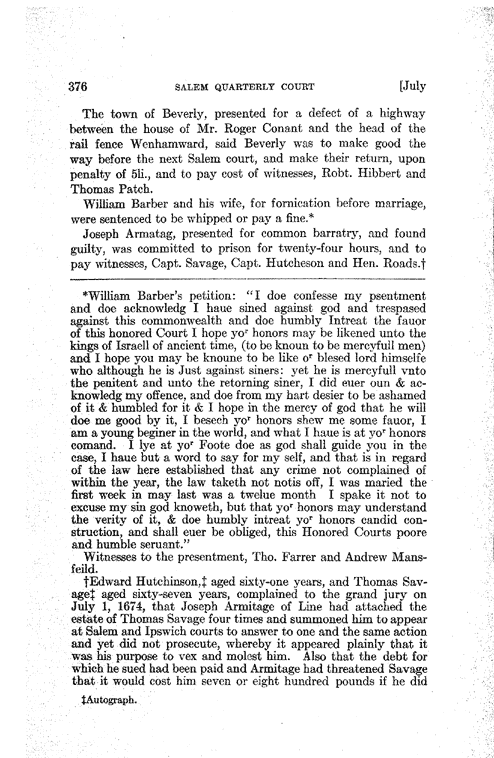 376 SALEM QUARTERLY COURT [July
The town of Beverly, presented for a defect of a highway
between the house of Mr. Roger Conant and the head of the
rail fence Wenhamward, said Beverly was to make good the
way before the next Salem court, and make their return, upon
penalty of 5li., and to pay cost of witnesses, Robt. Hibbert and
Thomas Patch.
William Barber and his wife, for fornication before marriage,
were sentenced to be whipped or pay a fine.*
Joseph Armatag, presented for common barratry, and found
guilty, was committed to prison for twenty-four hours, and to
pay witnesses, Capt. Savage, Capt. Hutcheson and Hen. Roads.†
*William Barber's petition: "I doe confesse my psentment
and doe acknowledg I haue sined against god and trespased
against this commonwealth and doe humbly Intreat the fauor
of this honored Court I hope yoʳ honors may be likened unto the
kings of Israell of ancient time, (to be knoun to be mercyfull men)
and I hope you may be knoune to be like oʳ blesed lord himselfe
who although he is Just against siners: yet he is mercyfull vnto
the penitent and unto the retorning siner, I did euer oun & ac-
knowledg my offence, and doe from my hart desier to be ashamed
of it & humbled for it & I hope in the mercy of god that he will
doe me good by it, I besech yoʳ honors shew me some fauor, I
am a young beginer in the world, and what I haue is at yoʳ honors
comand. I lye at yoʳ Foote doe as god shall guide you in the
case, I haue but a word to say for my self, and that is in regard
of the law here established that any crime not complained of
within the year, the law taketh not notis off, I was maried the
first week in may last was a twelue month I spake it not to
excuse my sin god knoweth, but that yoʳ honors may understand
the verity of it, & doe humbly intreat yoʳ honors candid con-
struction, and shall euer be obliged, this Honored Courts poore
and humble seruant."
Witnesses to the presentment, Tho. Farrer and Andrew Mans-
feild.
†Edward Hutchinson,‡ aged sixty-one years, and Thomas Sav-
age‡ aged sixty-seven years, complained to the grand jury on
July 1, 1674, that Joseph Armitage of Line had attached the
estate of Thomas Savage four times and summoned him to appear
at Salem and Ipswich courts to answer to one and the same action
and yet did not prosecute, whereby it appeared plainly that it
was his purpose to vex and molest him. Also that the debt for
which he sued had been paid and Armitage had threatened Savage
that it would cost him seven or eight hundred pounds if he did
‡Autograph.